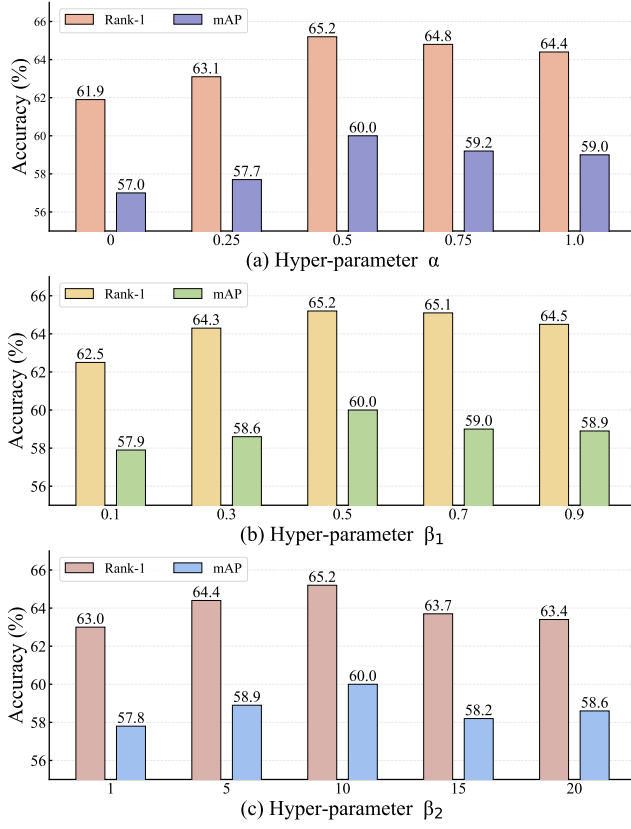 Rank-1 mAP
Accuracy (%)
66
64
62
60
58
56
61.9 57.0 63.1 57.7 65.2 60.0 64.8 59.2 64.4 59.0
0 0.25 0.5 0.75 1.0
(a) Hyper-parameter α
Rank-1 mAP
Accuracy (%)
66
64
62
60
58
56
62.5 57.9 64.3 58.6 65.2 60.0 65.1 59.0 64.5 58.9
0.1 0.3 0.5 0.7 0.9
(b) Hyper-parameter β₁
Rank-1 mAP
Accuracy (%)
66
64
62
60
58
56
63.0 57.8 64.4 58.9 65.2 60.0 63.7 58.2 63.4 58.6
1 5 10 15 20
(c) Hyper-parameter β₂